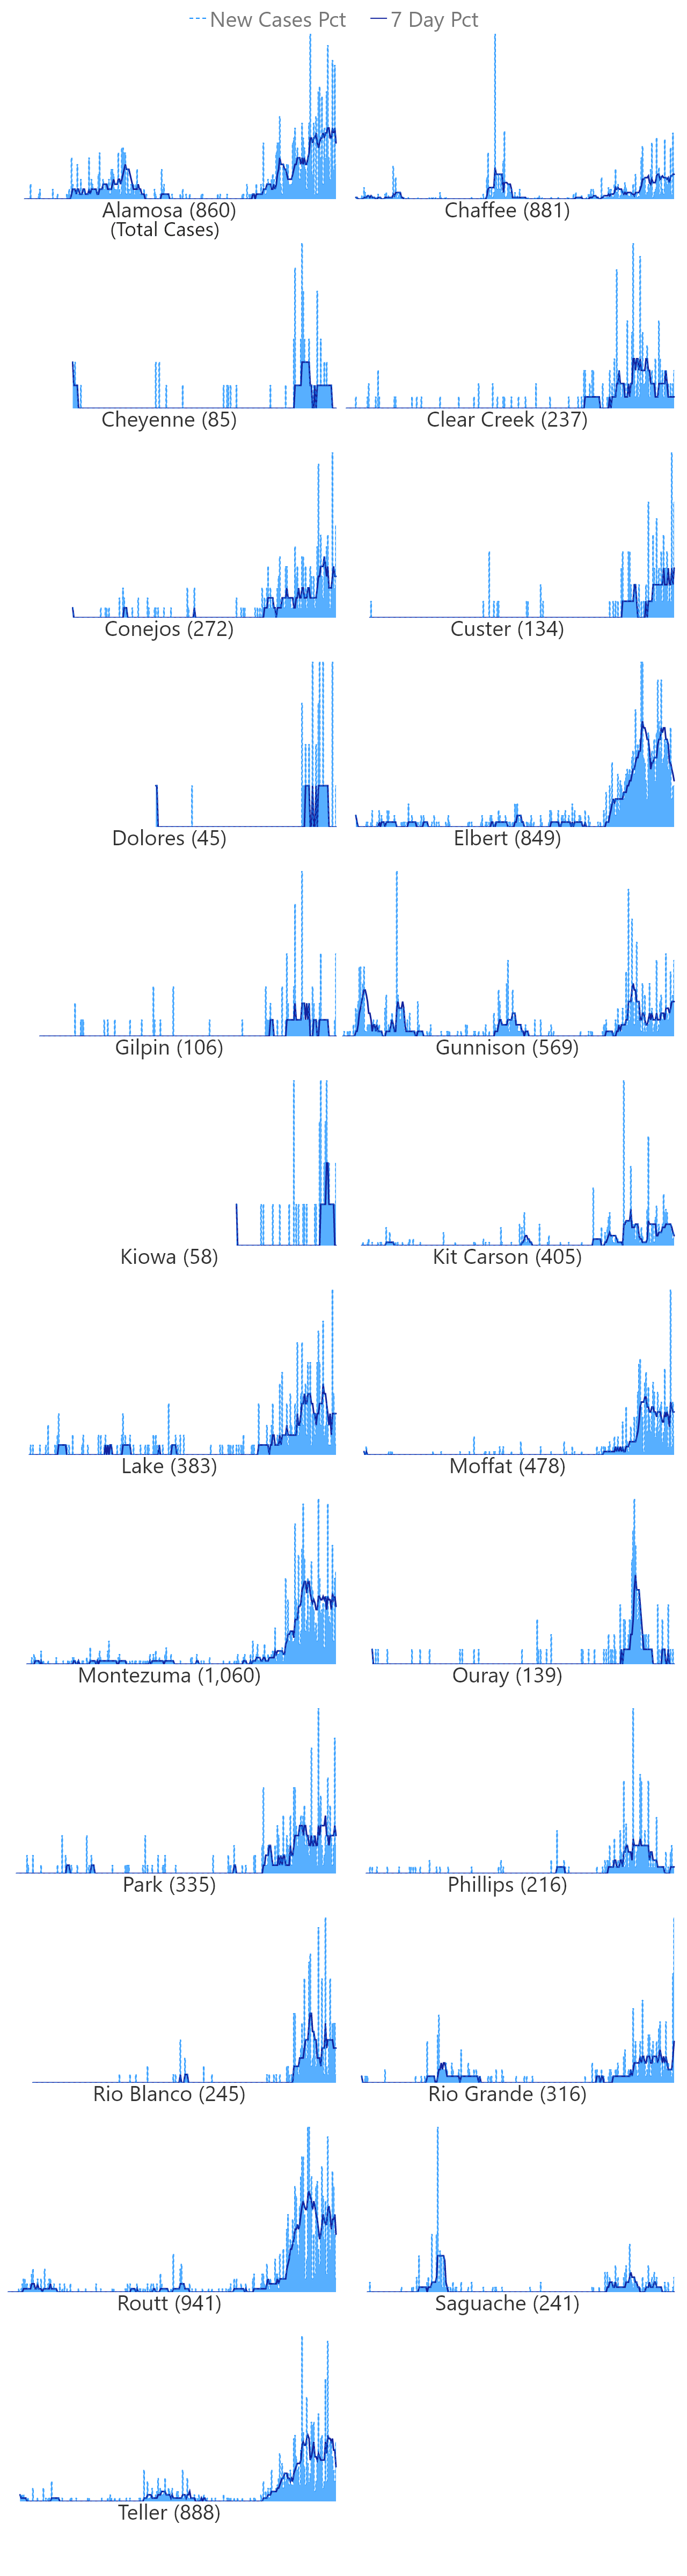 New Cases Pct 7 Day Pct
Alamosa (860)
(Total Cases)
Chaffee (881)
Cheyenne (85)
Clear Creek (237)
Conejos (272)
Custer (134)
Dolores (45)
Elbert (849)
Gilpin (106)
Gunnison (569)
Kiowa (58)
Kit Carson (405)
Lake (383)
Moffat (478)
Montezuma (1,060)
Ouray (139)
Park (335)
Phillips (216)
Rio Blanco (245)
Rio Grande (316)
Routt (941)
Saguache (241)
Teller (888)